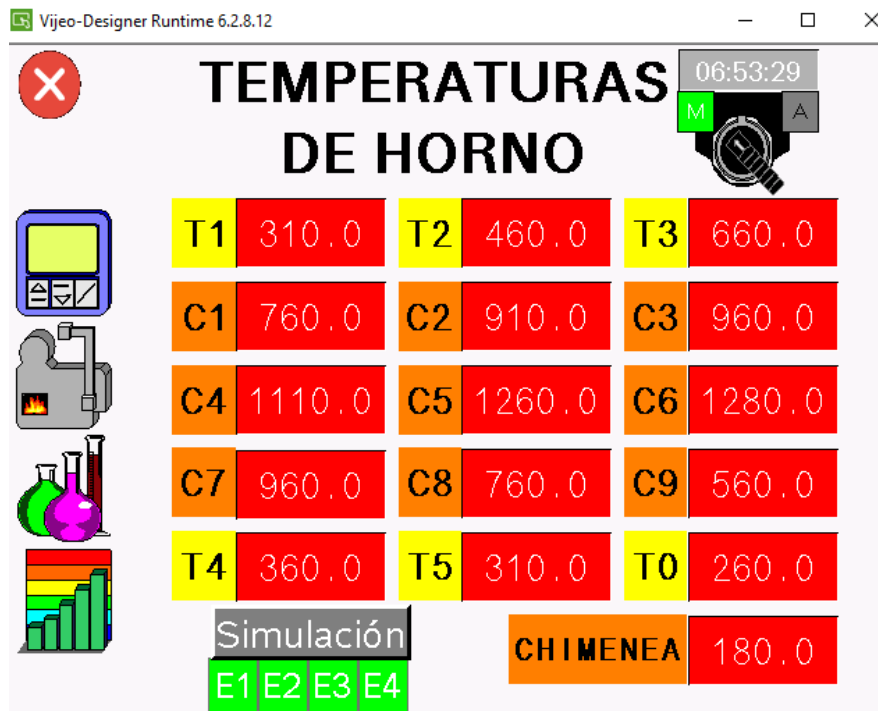 Vijeo-Designer Runtime 6.2.8.12
TEMPERATURAS
DE HORNO
06:53:29
M A
T1 310.0 T2 460.0 T3 660.0
C1 760.0 C2 910.0 C3 960.0
C4 1110.0 C5 1260.0 C6 1280.0
C7 960.0 C8 760.0 C9 560.0
T4 360.0 T5 310.0 T0 260.0
Simulación
CHIMENEA 180.0
E1 E2 E3 E4